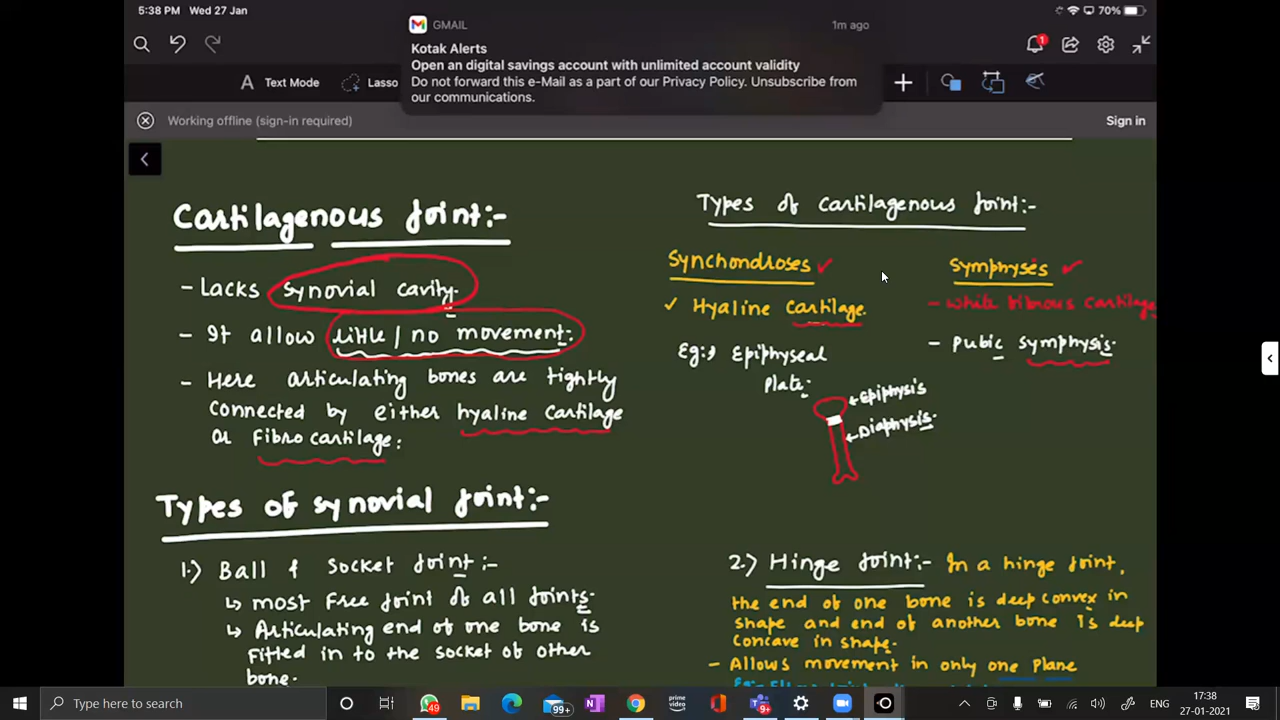 5:38 PM Wed 27 Jan
70%
GMAIL
1m ago
Kotak Alerts
Open an digital savings account with unlimited account validity
Do not forward this e-Mail as a part of our Privacy Policy. Unsubscribe from
our communications.
1
Text Mode
Lasso
Working offline (sign-in required)
Sign in
Cartilagenous Joint:-
- Lacks synovial cavity.
- It allow little / no movement.
- Here articulating bones are tightly
connected by either hyaline cartilage
or Fibrocartilage.
Types of cartilagenous joint:-
Synchondroses ✓
✓ Hyaline cartilage.
Eg:→ Epiphyseal
Plate.
←Epiphysis
←Diaphysis.
Symphyses ✓
- white fibrous cartilage
- Pubic symphysis.
Types of synovial Joint:-
1.) Ball & Socket Joint:-
↳ most free joint of all joints.
↳ Articulating end of one bone is
fitted in to the socket of other
bone.
2.) Hinge Joint:- In a hinge joint,
the end of one bone is deep convex in
shape and end of another bone is deep
concave in shape.
- Allows movement in only one plane
Type here to search
49
99+
9+
ENG
17:38
27-01-2021